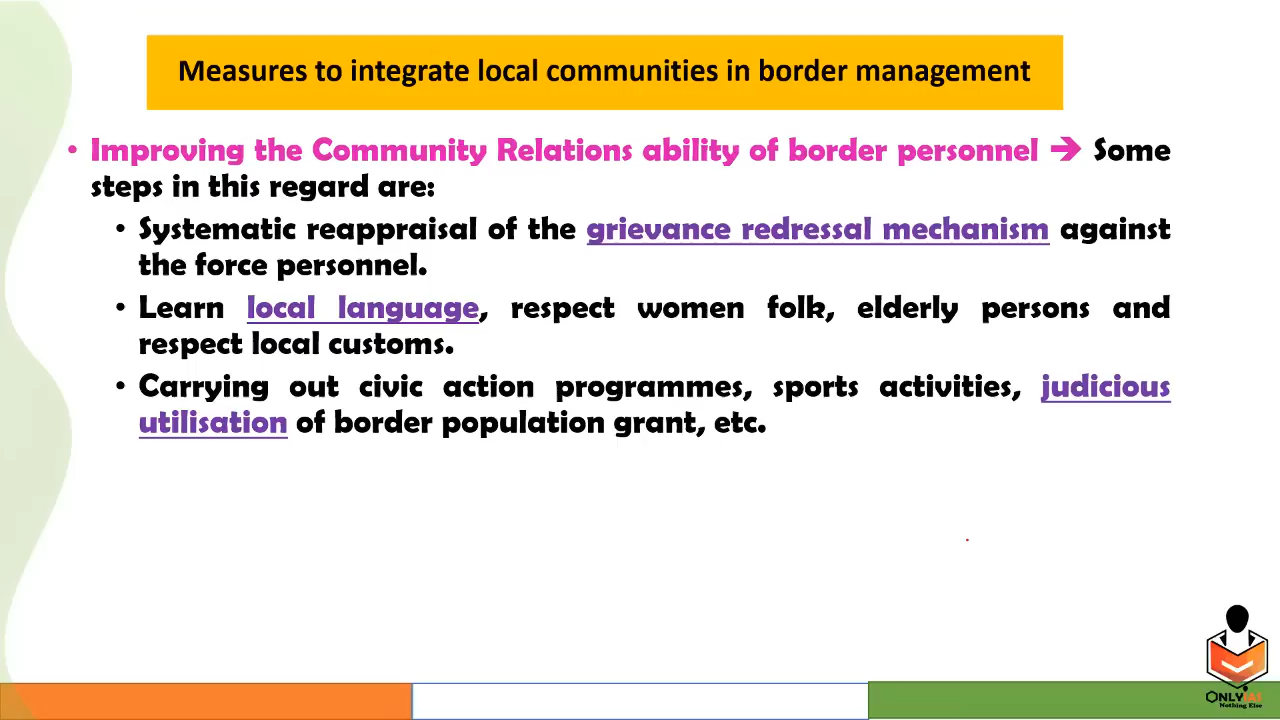 Measures to integrate local communities in border management
• Improving the Community Relations ability of border personnel ➔ Some
steps in this regard are:
• Systematic reappraisal of the grievance redressal mechanism against
the force personnel.
• Learn local language, respect women folk, elderly persons and
respect local customs.
• Carrying out civic action programmes, sports activities, judicious
utilisation of border population grant, etc.
ONLYIAS
Nothing Else